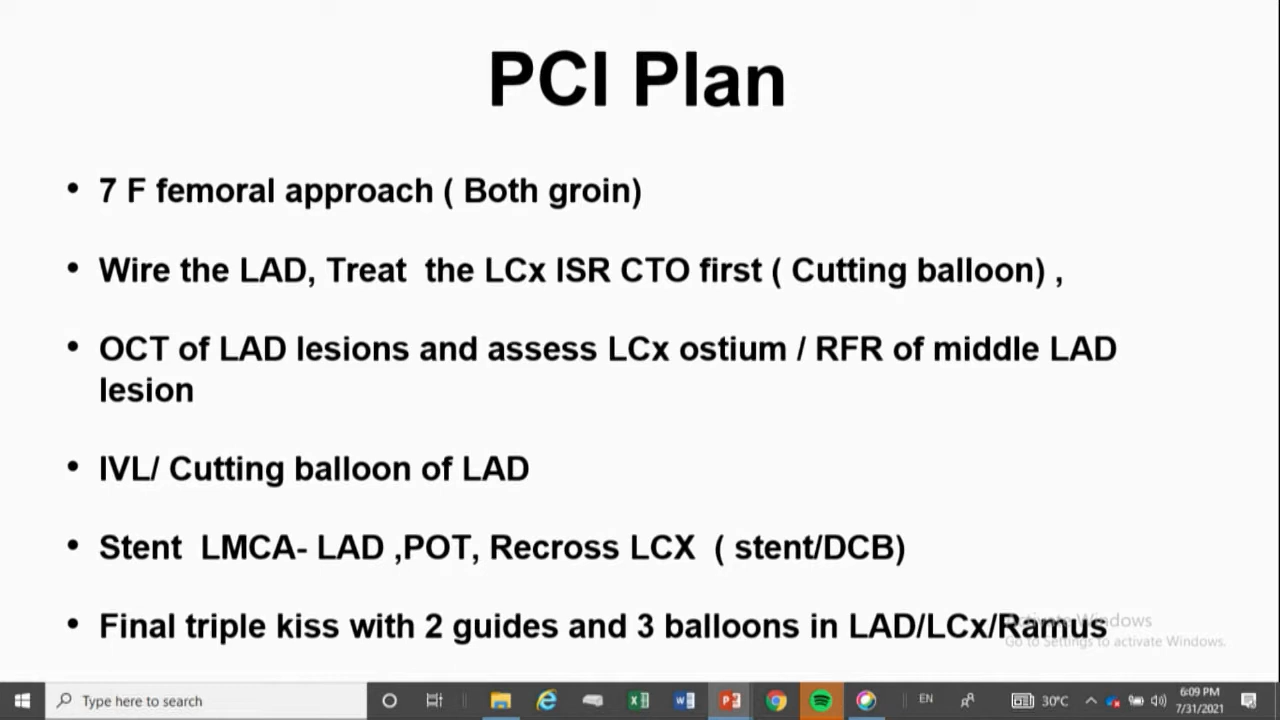 PCI Plan
• 7 F femoral approach ( Both groin)
• Wire the LAD, Treat the LCx ISR CTO first ( Cutting balloon) ,
• OCT of LAD lesions and assess LCx ostium / RFR of middle LAD
lesion
• IVL/ Cutting balloon of LAD
• Stent LMCA- LAD ,POT, Recross LCX ( stent/DCB)
• Final triple kiss with 2 guides and 3 balloons in LAD/LCx/Ramus
Activate Windows
Go to Settings to activate Windows.
Type here to search
EN
30°C
6:09 PM
7/31/2021